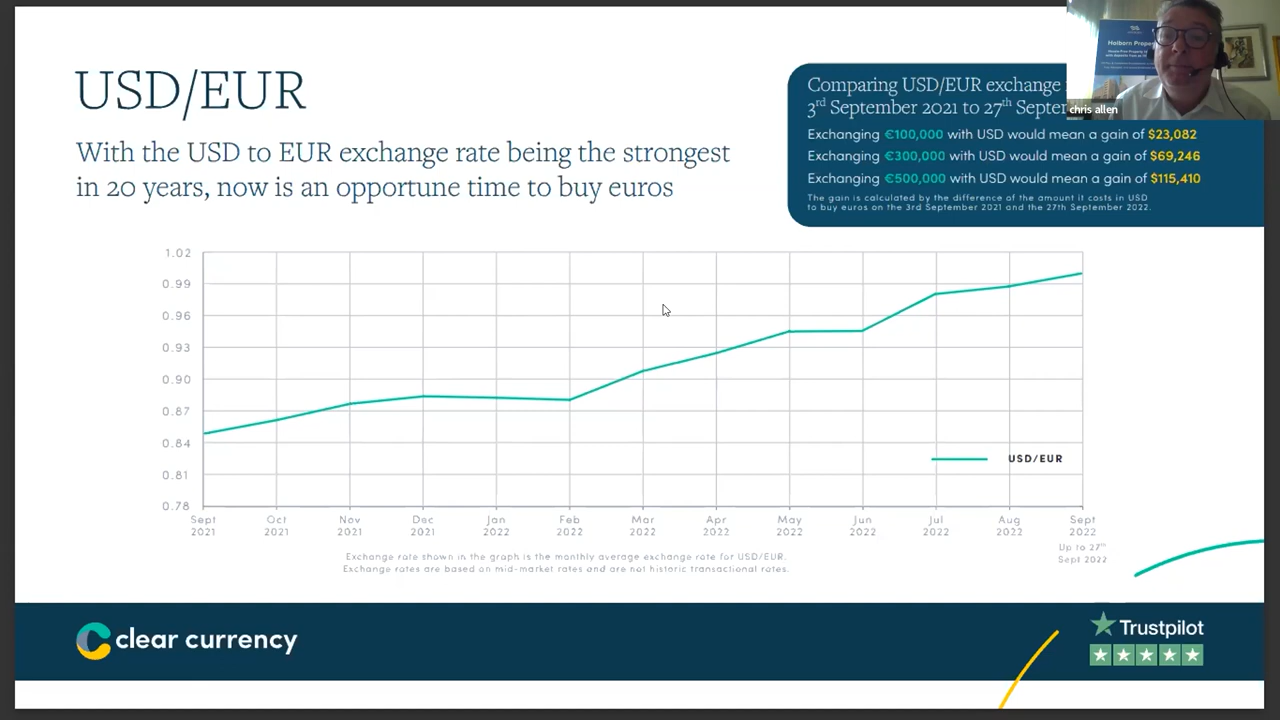 USD/EUR
With the USD to EUR exchange rate being the strongest
in 20 years, now is an opportune time to buy euros
Comparing USD/EUR exchange
3rd September 2021 to 27th
Exchanging €100,000 with USD would mean a gain of $23,082
Exchanging €300,000 with USD would mean a gain of $69,246
Exchanging €500,000 with USD would mean a gain of $115,410
The gain is calculated by the difference of the amount it costs in USD
to buy euros on the 3rd September 2021 and the 27th September 2022.
Holborn
chris allen
1.02
0.99
0.96
0.93
0.90
0.87
0.84
0.81
0.78
USD/EUR
Sept 2021
Oct 2021
Nov 2021
Dec 2021
Jan 2022
Feb 2022
Mar 2022
Apr 2022
May 2022
Jun 2022
Jul 2022
Aug 2022
Sept 2022
Up to 27th
Sept 2022
Exchange rate shown in the graph is the monthly average exchange rate for USD/EUR.
Exchange rates are based on mid-market rates and are not historic transactional rates.
clear currency
Trustpilot